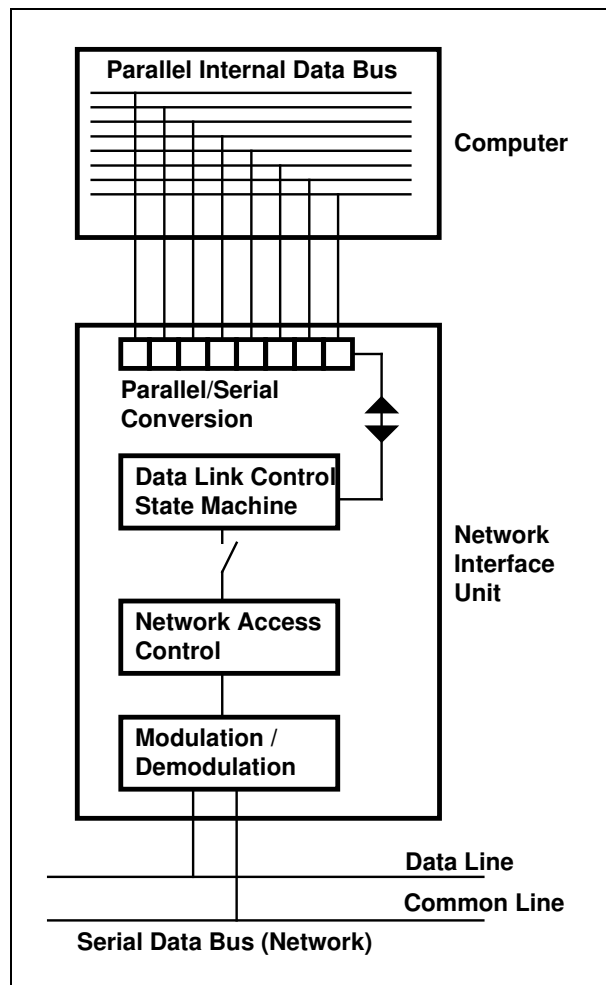 Parallel Internal Data Bus
Computer
Parallel/Serial
Conversion
Data Link Control
State Machine
Network
Interface
Unit
Network Access
Control
Modulation /
Demodulation
Data Line
Common Line
Serial Data Bus (Network)